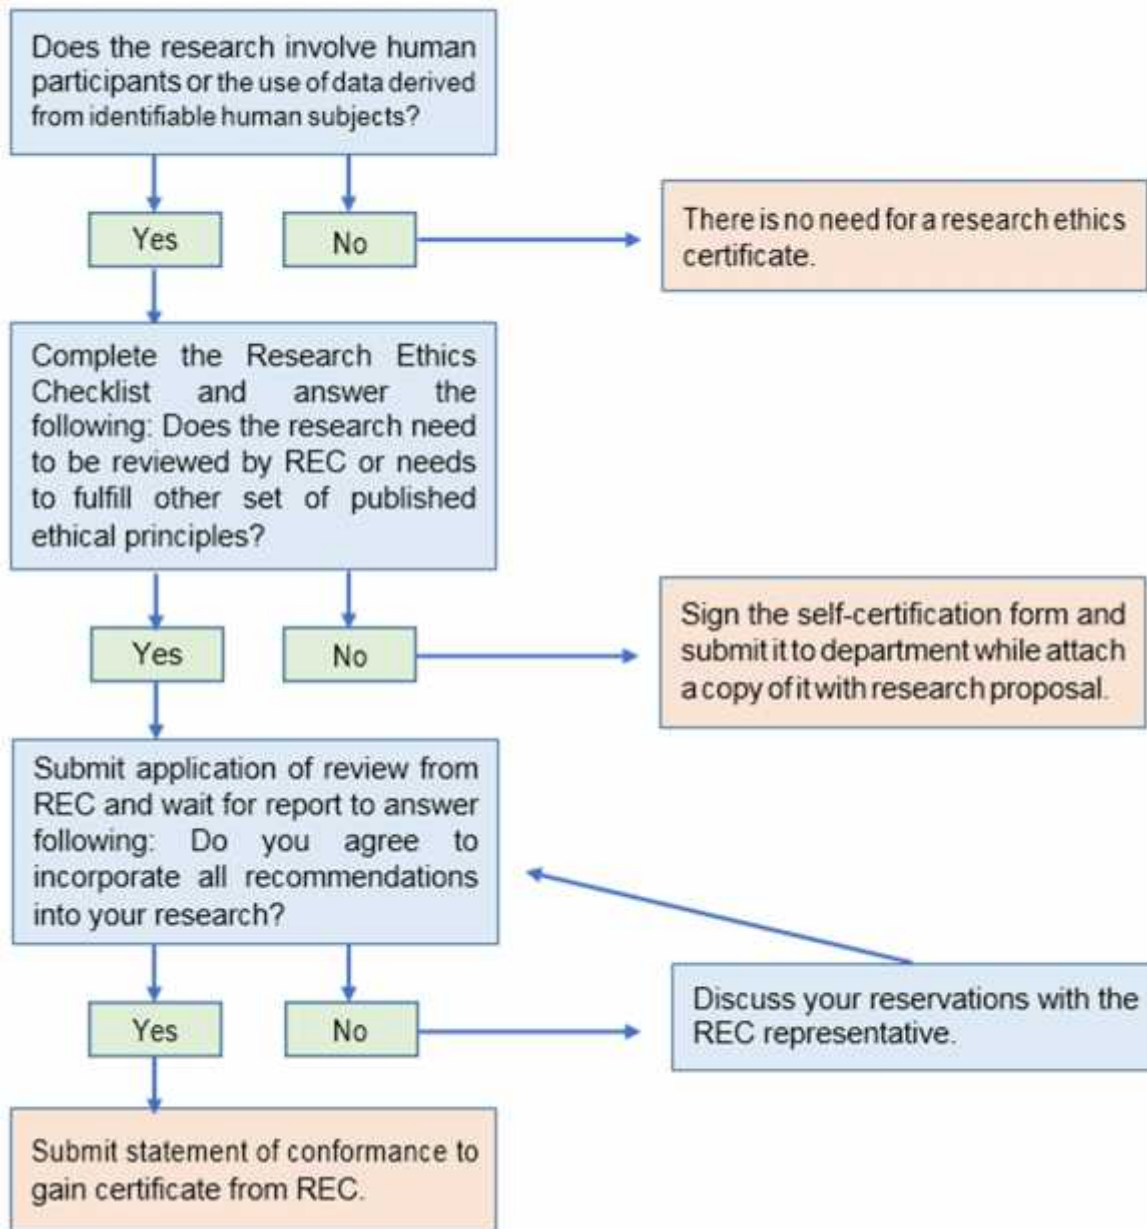 Does the research involve human
participants or the use of data derived
from identifiable human subjects?
Yes
No
There is no need for a research ethics
certificate.
Complete the Research Ethics
Checklist and answer the
following: Does the research need
to be reviewed by REC or needs
to fulfill other set of published
ethical principles?
Yes
No
Sign the self-certification form and
submit it to department while attach
a copy of it with research proposal.
Submit application of review from
REC and wait for report to answer
following: Do you agree to
incorporate all recommendations
into your research?
Yes
No
Discuss your reservations with the
REC representative.
Submit statement of conformance to
gain certificate from REC.